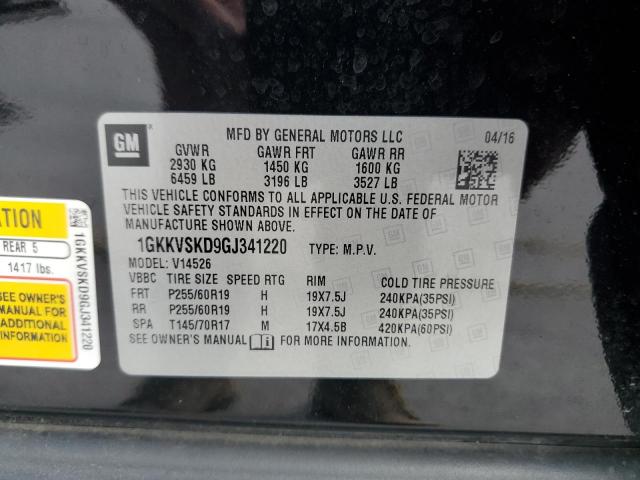 GM
MFD BY GENERAL MOTORS LLC 04/16
GVWR GAWR FRT GAWR RR
2930 KG 1450 KG 1600 KG
6459 LB 3196 LB 3527 LB
THIS VEHICLE CONFORMS TO ALL APPLICABLE U.S. FEDERAL MOTOR
VEHICLE SAFETY STANDARDS IN EFFECT ON THE DATE OF
MANUFACTURE SHOWN ABOVE.
1GKKVSKD9GJ341220 TYPE: M.P.V.
MODEL: V14526
VBBC TIRE SIZE SPEED RTG RIM COLD TIRE PRESSURE
FRT P255/60R19 H 19X7.5J 240KPA(35PSI)
RR P255/60R19 H 19X7.5J 240KPA(35PSI)
SPA T145/70R17 M 17X4.5B 420KPA(60PSI)
SEE OWNER'S MANUAL FOR MORE INFORMATION.
ATION
REAR 5
1417 lbs.
SEE OWNER'S
MANUAL FOR
ADDITIONAL
INFORMATION
1GKKVSKD9GJ341220